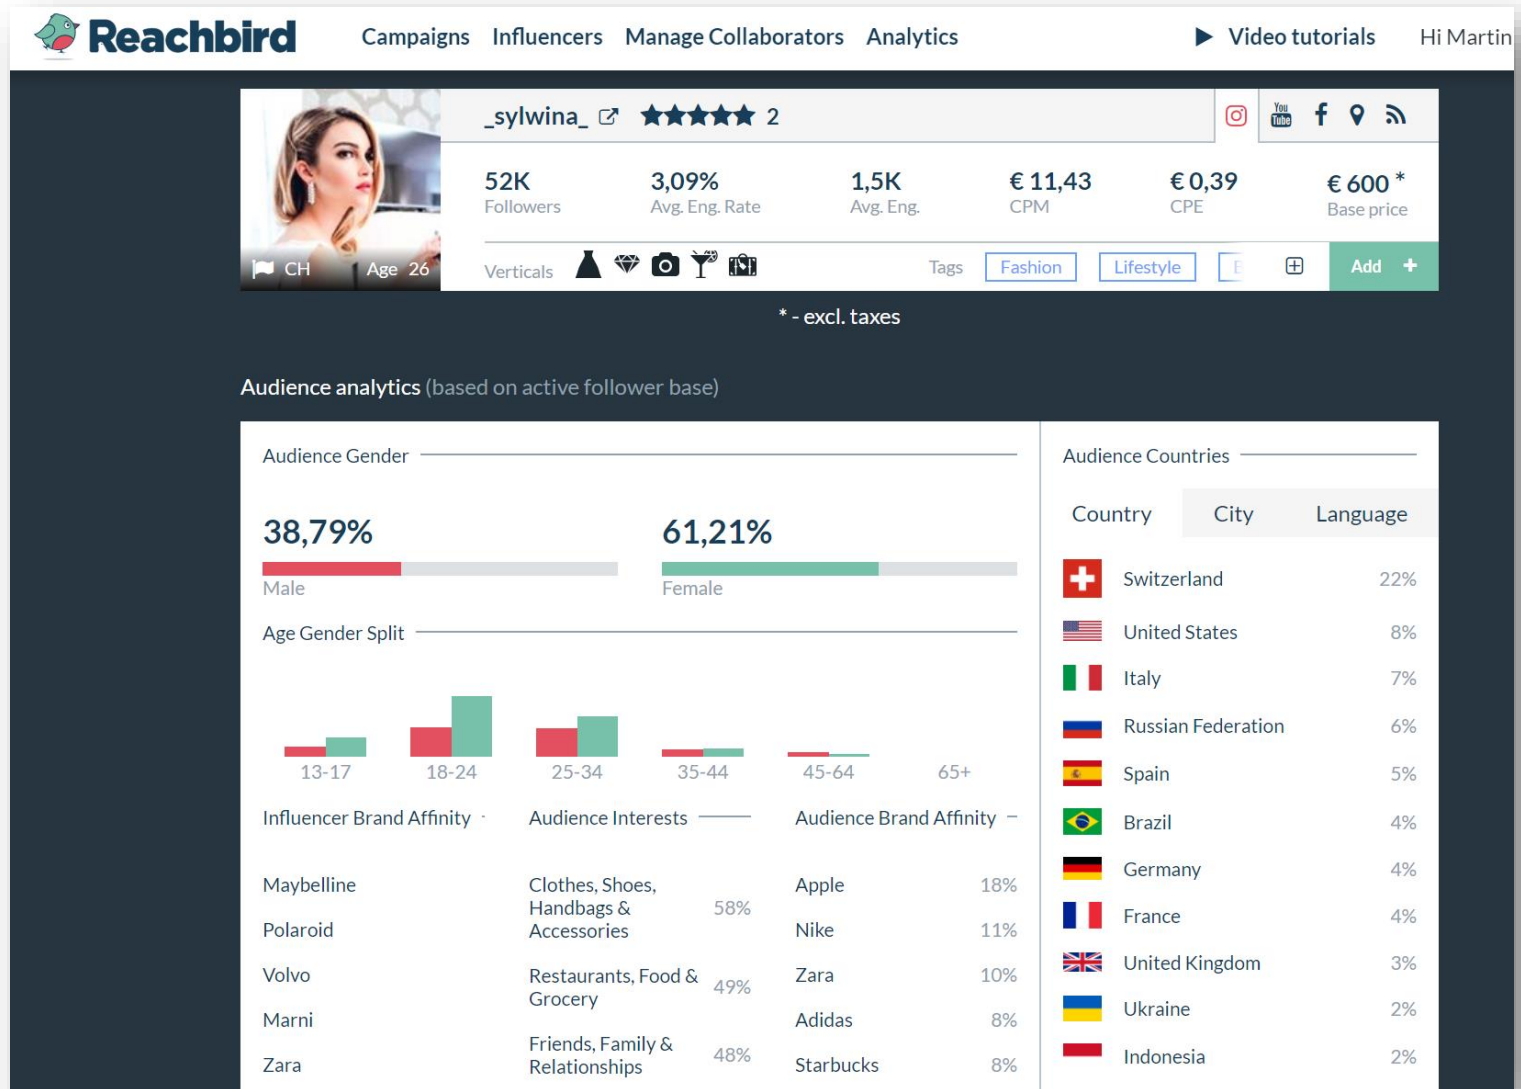 Reachbird
Campaigns Influencers Manage Collaborators Analytics Video tutorials Hi Martin
_sylwina_ 2
You
Tube
52K 3,09% 1,5K € 11,43 € 0,39 € 600 *
Followers Avg. Eng. Rate Avg. Eng. CPM CPE Base price
CH Age 26
Verticals Tags Fashion Lifestyle Add +
* - excl. taxes
Audience analytics (based on active follower base)
Audience Gender
38,79% 61,21%
Male Female
Age Gender Split
13-17 18-24 25-34 35-44 45-64 65+
Influencer Brand Affinity
Maybelline
Polaroid
Volvo
Marni
Zara
Audience Interests
Clothes, Shoes,
Handbags & 58%
Accessories
Restaurants, Food & 49%
Grocery
Friends, Family & 48%
Relationships
Audience Brand Affinity
Apple 18%
Nike 11%
Zara 10%
Adidas 8%
Starbucks 8%
Audience Countries
Country City Language
Switzerland 22%
United States 8%
Italy 7%
Russian Federation 6%
Spain 5%
Brazil 4%
Germany 4%
France 4%
United Kingdom 3%
Ukraine 2%
Indonesia 2%